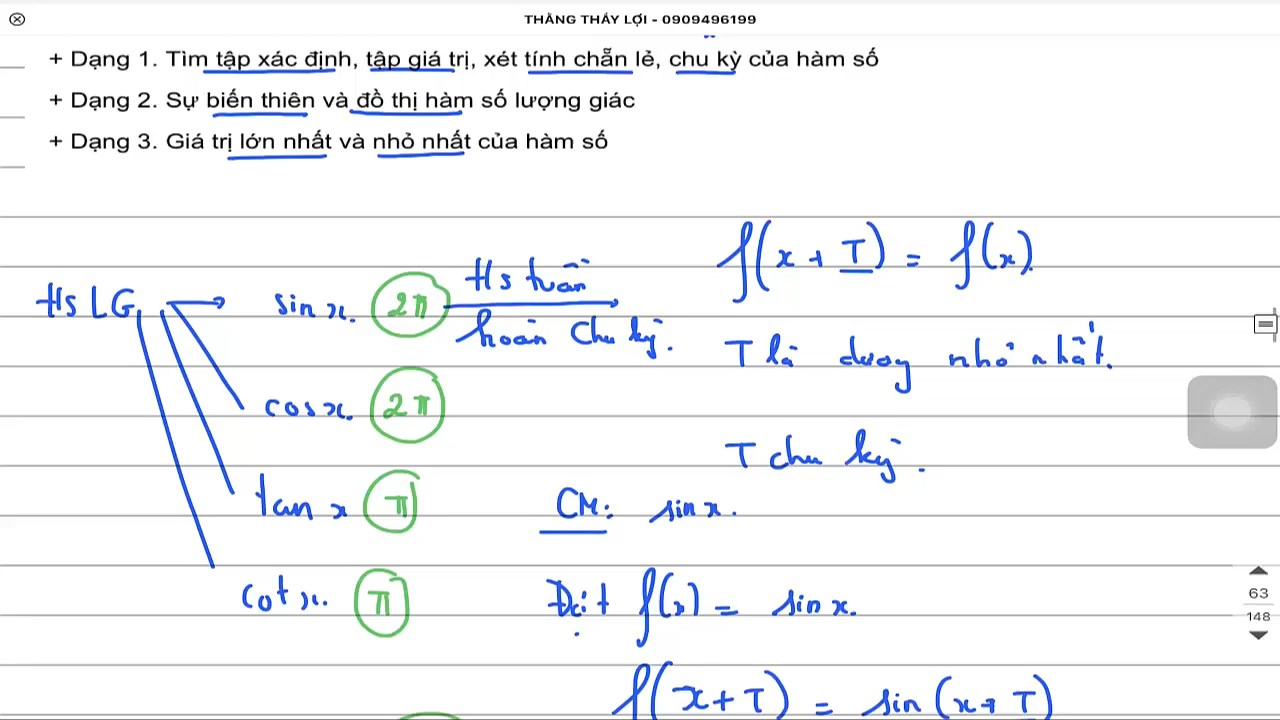 THẦNG THẦY LỢI - 0909496199
+ Dạng 1. Tìm tập xác định, tập giá trị, xét tính chẵn lẻ, chu kỳ của hàm số
+ Dạng 2. Sự biến thiên và đồ thị hàm số lượng giác
+ Dạng 3. Giá trị lớn nhất và nhỏ nhất của hàm số
f(x + T) = f(x).
HSLG sin x. 2π Hs tuần
hoàn chu kỳ. T là dương nhỏ nhất.
cos x. 2π
T chu kỳ.
tan x π CM: sin x.
cot x. π Đặt f(x) = sin x.
63
148
f(x+T) = sin(x+T)